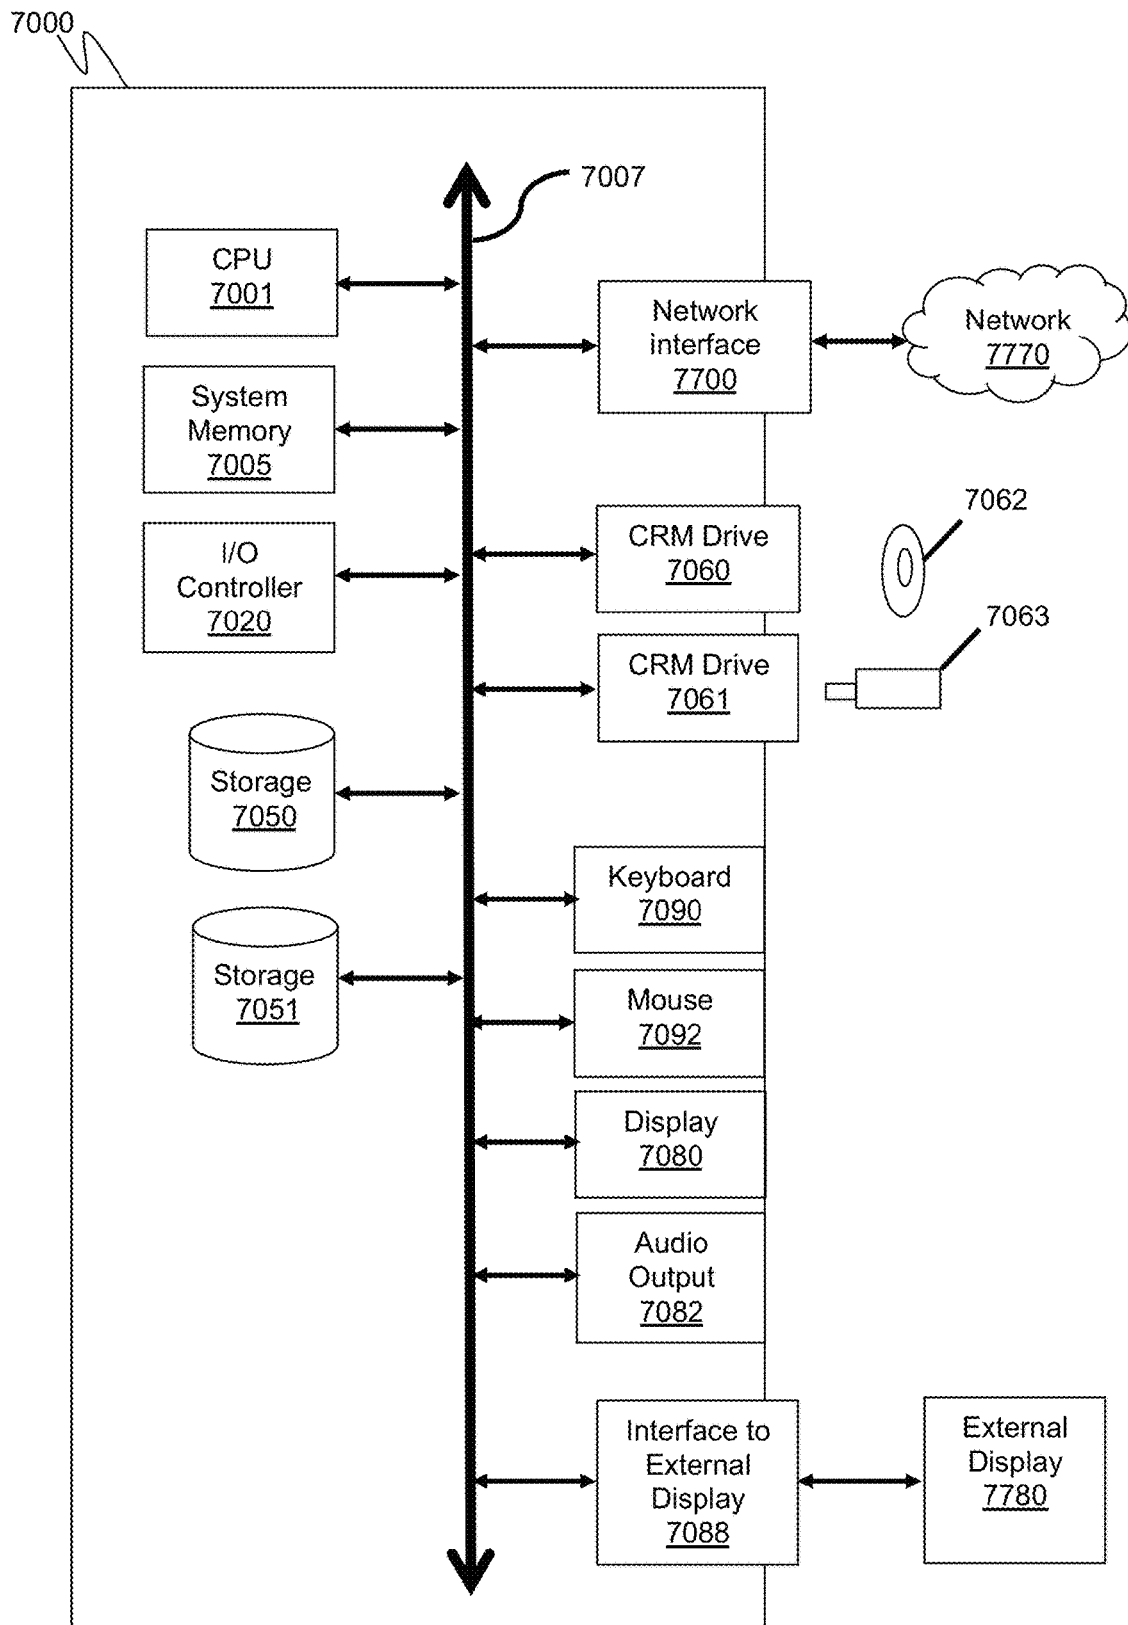 7000
7007
CPU
7001
Network
interface
7700
Network
7770
System
Memory
7005
I/O
Controller
7020
CRM Drive
7060
7062
CRM Drive
7061
7063
Storage
7050
Keyboard
7090
Storage
7051
Mouse
7092
Display
7080
Audio
Output
7082
Interface to
External
Display
7088
External
Display
7780